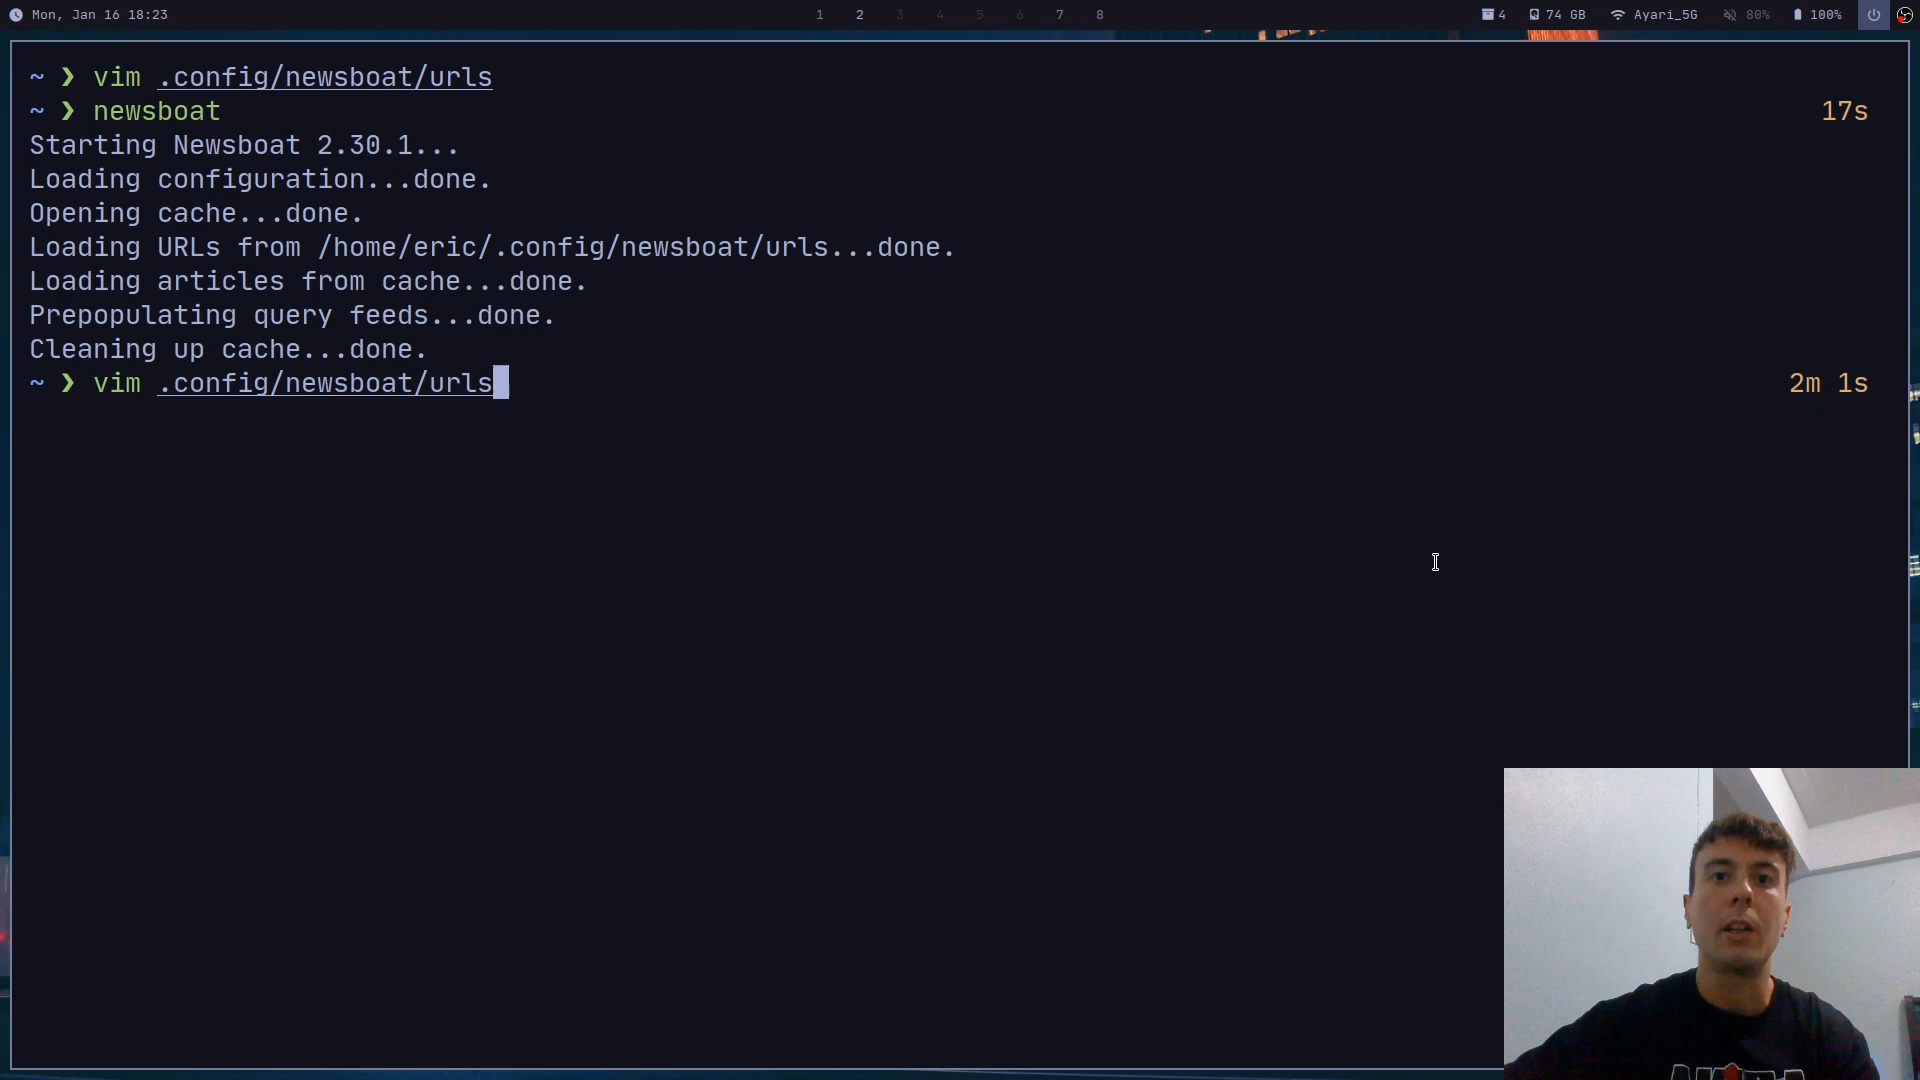 Mon, Jan 16 18:23
1 2 3 4 5 6 7 8
4 74 GB Ayari_5G 80% 100%
~ ❯ vim .config/newsboat/urls
~ ❯ newsboat 17s
Starting Newsboat 2.30.1...
Loading configuration...done.
Opening cache...done.
Loading URLs from /home/eric/.config/newsboat/urls...done.
Loading articles from cache...done.
Prepopulating query feeds...done.
Cleaning up cache...done.
~ ❯ vim .config/newsboat/urls 2m 1s